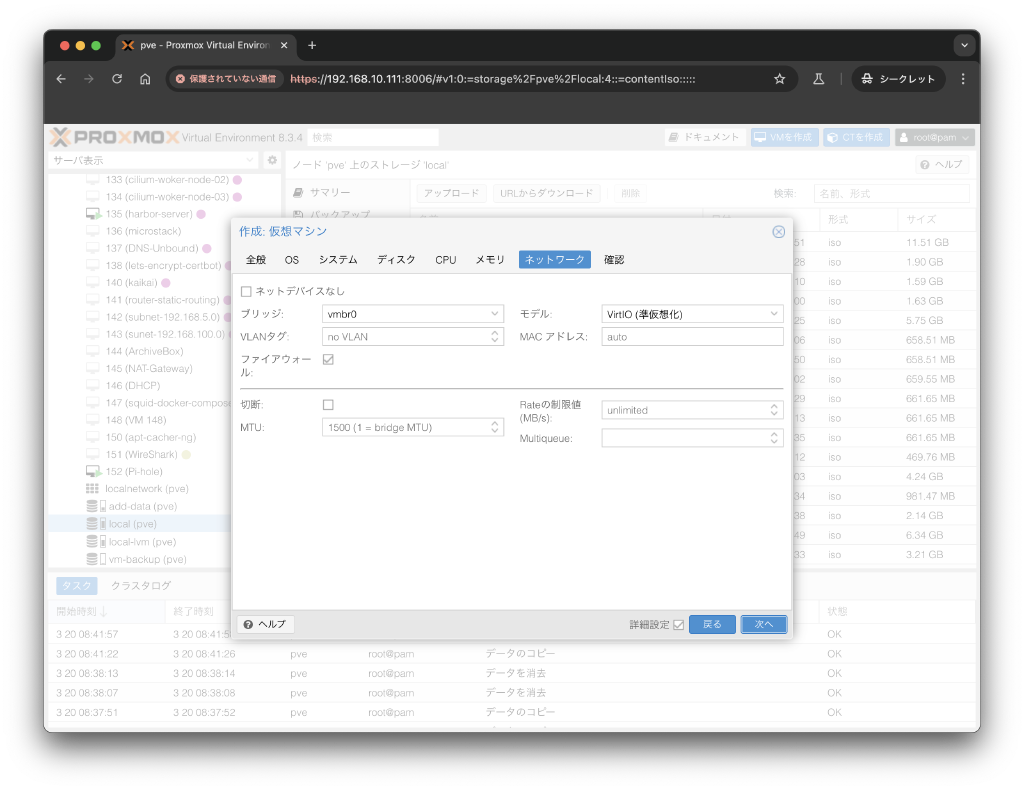 pve - Proxmox Virtual Environ
保護されていない通信 https://192.168.10.111:8006/#v1:0:=storage%2Fpve%2Flocal:4::=contentIso:::::
シークレット
PROXMOX Virtual Environment 8.3.4 検索
ドキュメント VMを作成 CTを作成 root@pam
サーバ表示
ノード 'pve' 上のストレージ 'local'
ヘルプ
133 (cilium-woker-node-02)
134 (cilium-woker-node-03)
135 (harbor-server)
136 (microstack)
137 (DNS-Unbound)
138 (lets-encrypt-certbot)
140 (kaikai)
141 (router-static-routing)
142 (subnet-192.168.5.0)
143 (sunet-192.168.100.0)
144 (ArchiveBox)
145 (NAT-Gateway)
146 (DHCP)
147 (squid-docker-compose
148 (VM 148)
150 (apt-cacher-ng)
151 (WireShark)
152 (Pi-hole)
localnetwork (pve)
add-data (pve)
local (pve)
local-lvm (pve)
vm-backup (pve)
サマリー
バックアップ
アップロード URLからダウンロード 削除 検索: 名前、形式
形式 サイズ
51 iso 11.51 GB
28 iso 1.90 GB
10 iso 1.59 GB
00 iso 1.63 GB
25 iso 5.75 GB
06 iso 658.51 MB
50 iso 658.51 MB
02 iso 659.55 MB
29 iso 661.65 MB
13 iso 661.65 MB
35 iso 661.65 MB
12 iso 469.76 MB
03 iso 4.24 GB
34 iso 981.47 MB
38 iso 2.14 GB
49 iso 6.34 GB
33 iso 3.21 GB
作成: 仮想マシン
全般 OS システム ディスク CPU メモリ ネットワーク 確認
ネットデバイスなし
ブリッジ: vmbr0
モデル: VirtIO (準仮想化)
VLANタグ: no VLAN
MAC アドレス: auto
ファイアウォー
ル:
切断:
Rateの制限値
(MB/s): unlimited
MTU: 1500 (1 = bridge MTU)
Multiqueue:
ヘルプ
詳細設定 戻る 次へ
タスク クラスタログ
開始時刻 終了時刻 状態
3 20 08:41:57 3 20 08:41:5 OK
3 20 08:41:22 3 20 08:41:26 pve root@pam データのコピー OK
3 20 08:38:13 3 20 08:38:14 pve root@pam データを消去 OK
3 20 08:38:07 3 20 08:38:08 pve root@pam データを消去 OK
3 20 08:37:51 3 20 08:37:52 pve root@pam データのコピー OK